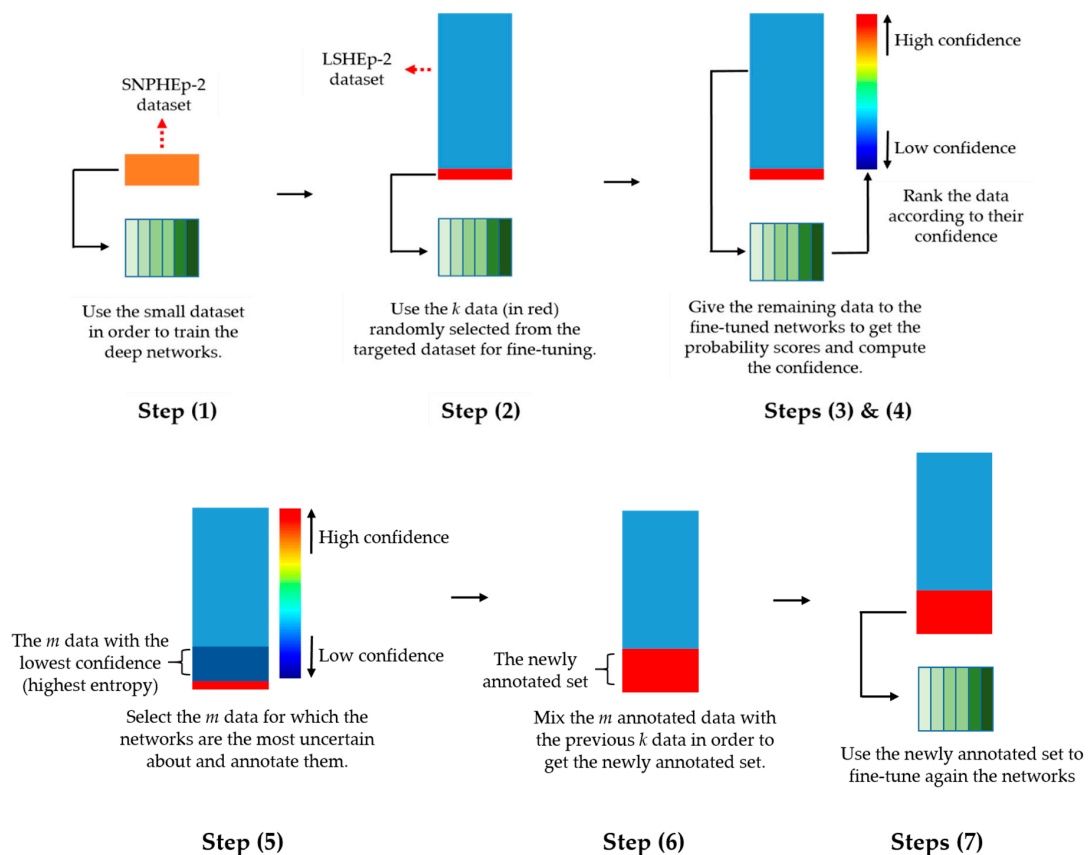 SNPHEp-2
dataset
Use the small dataset
in order to train the
deep networks.
Step (1)
LSHEp-2
dataset
Use the k data (in red)
randomly selected from the
targeted dataset for fine-tuning.
Step (2)
High confidence
Low confidence
Rank the data
according to their
confidence
Give the remaining data to the
fine-tuned networks to get the
probability scores and compute
the confidence.
Steps (3) & (4)
High confidence
Low confidence
The m data with the
lowest confidence
(highest entropy)
Select the m data for which the
networks are the most uncertain
about and annotate them.
Step (5)
The newly
annotated set
Mix the m annotated data with
the previous k data in order to
get the newly annotated set.
Step (6)
Use the newly annotated set to
fine-tune again the networks
Steps (7)